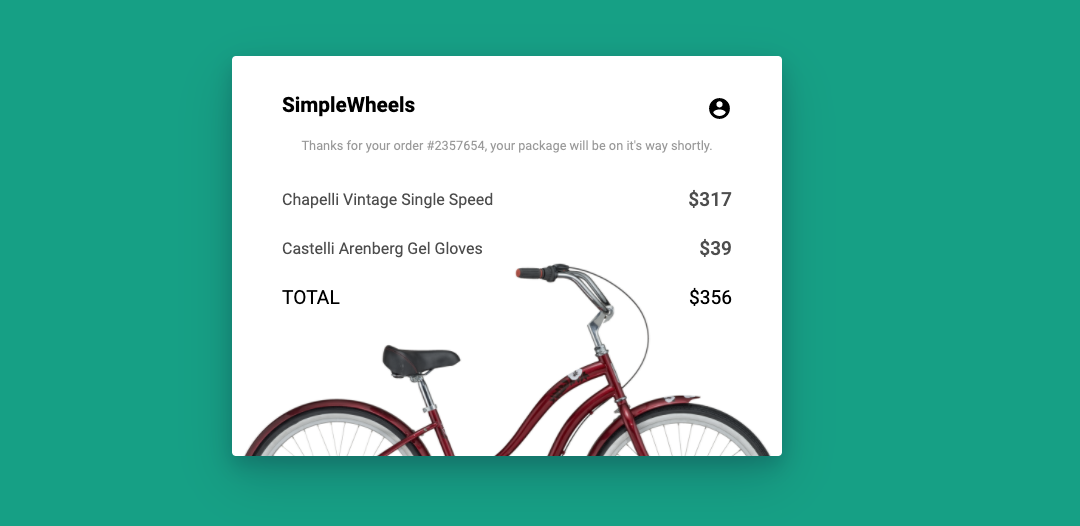 SimpleWheels
Thanks for your order #2357654, your package will be on it's way shortly.
Chapelli Vintage Single Speed $317
Castelli Arenberg Gel Gloves $39
TOTAL $356